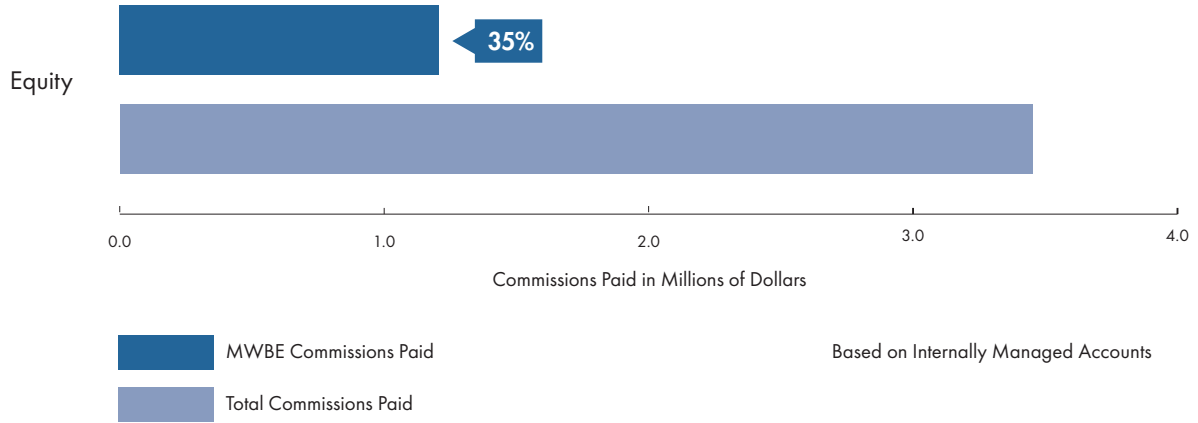 35%
Equity
0.0 1.0 2.0 3.0 4.0
Commissions Paid in Millions of Dollars
MWBE Commissions Paid
Based on Internally Managed Accounts
Total Commissions Paid